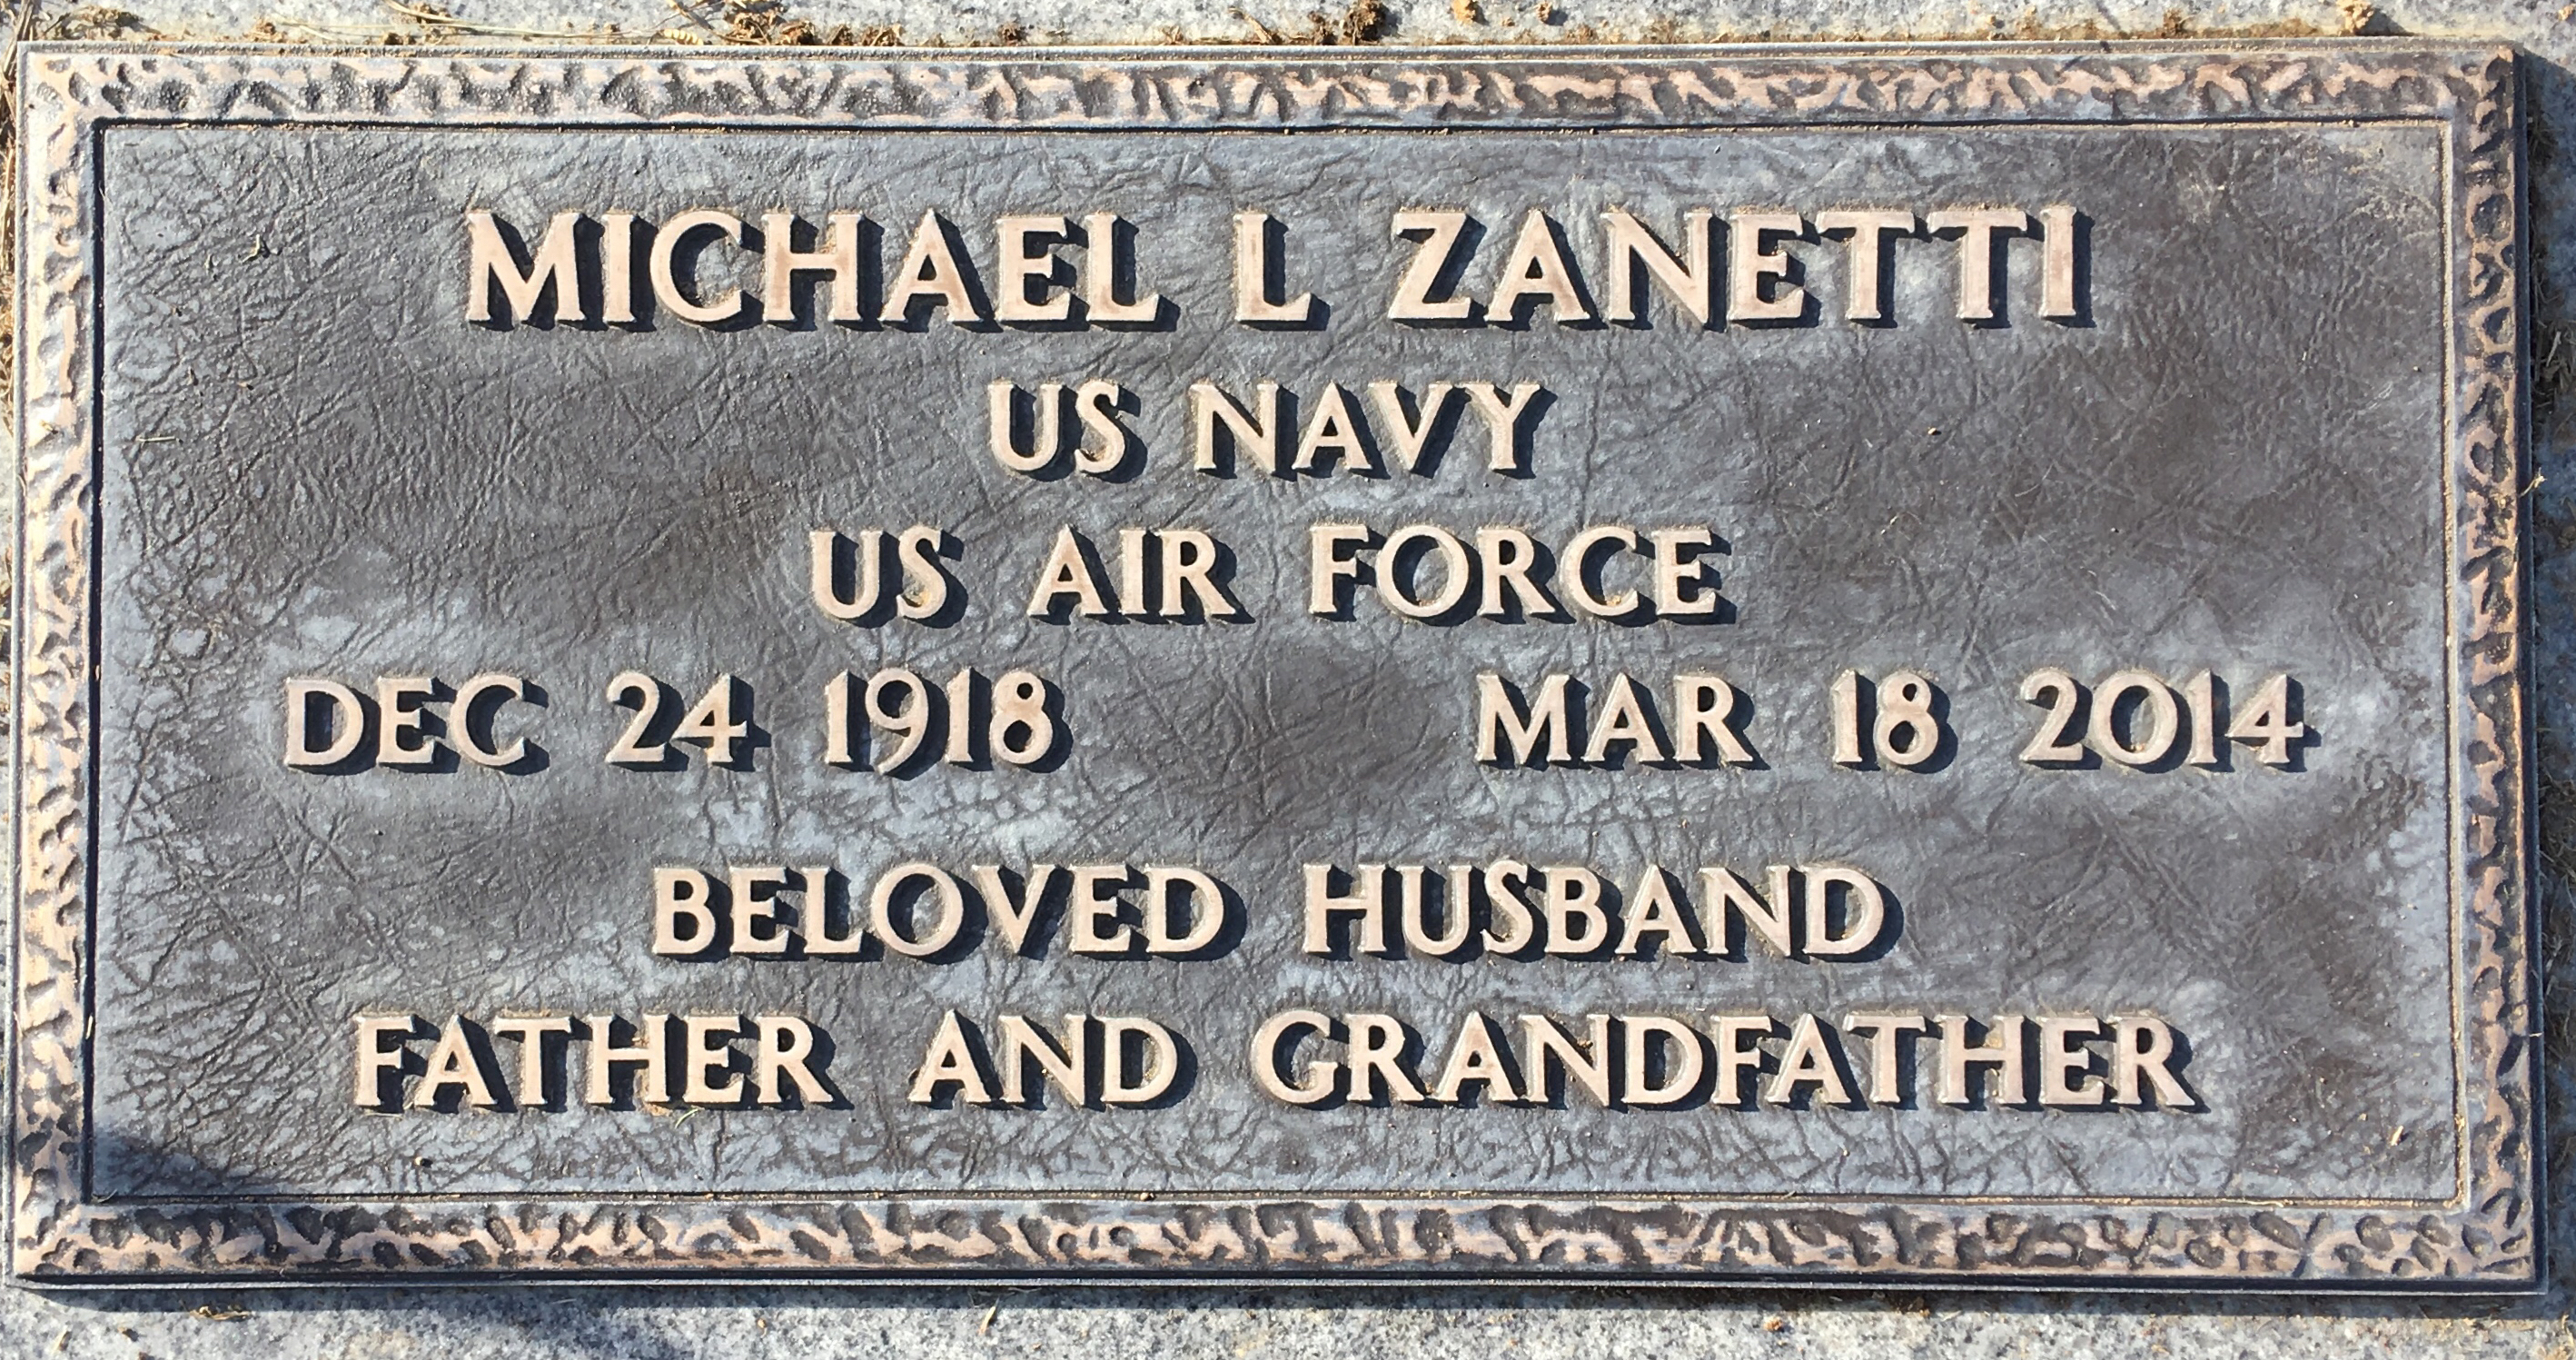 MICHAEL L ZANETTI
US NAVY
US AIR FORCE
DEC 24 1918 MAR 18 2014
BELOVED HUSBAND
FATHER AND GRANDFATHER